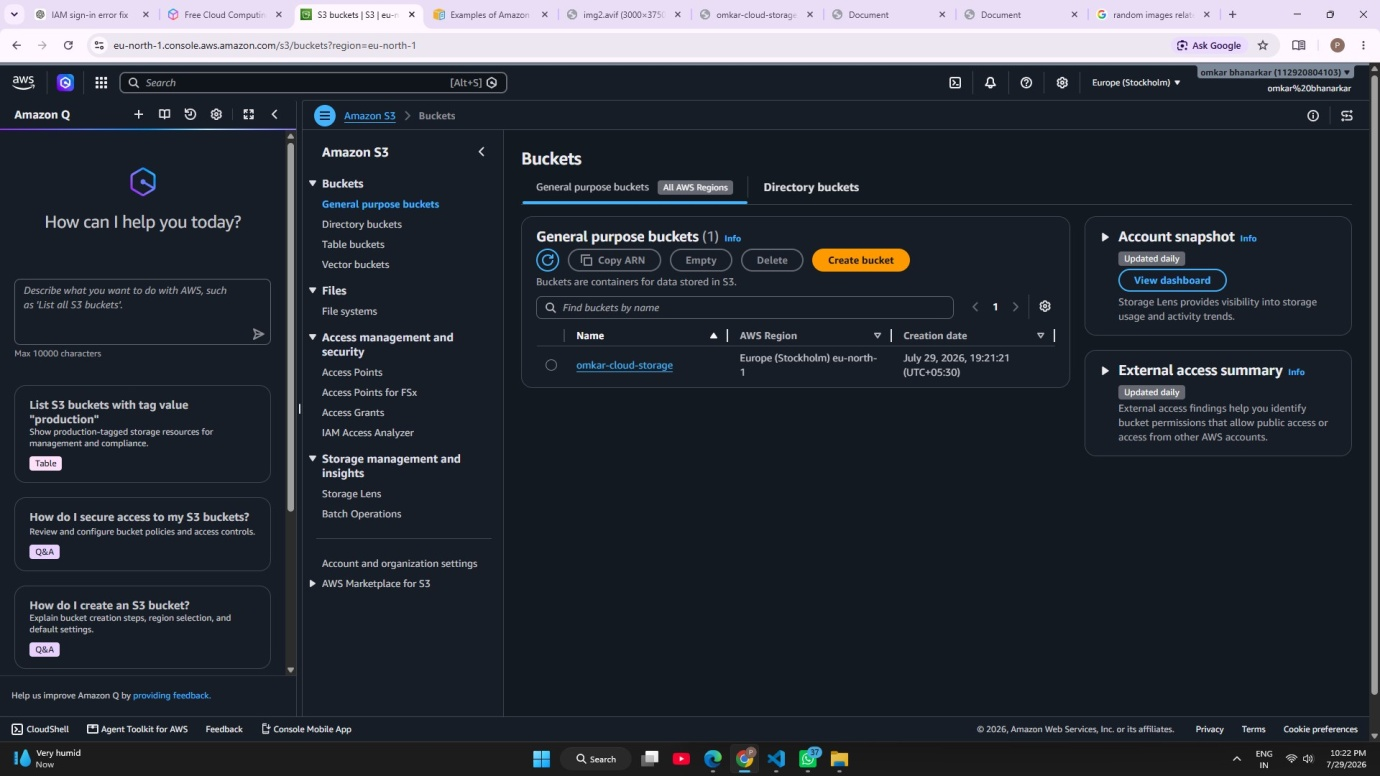 IAM sign-in error fix
Free Cloud Computin
S3 buckets | S3 | eu-n
Examples of Amazon
img2.avif (3000×3750
omkar-cloud-storage
Document
Document
random images relat
eu-north-1.console.aws.amazon.com/s3/buckets?region=eu-north-1
Ask Google
P
aws
Search
[Alt+S]
Europe (Stockholm)
omkar bhanarkar (112920804103)
omkar%20bhanarkar
Amazon Q
Amazon S3
Buckets
How can I help you today?
Describe what you want to do with AWS, such
as 'List all S3 buckets'.
Max 10000 characters
List S3 buckets with tag value
"production"
Show production-tagged storage resources for
management and compliance.
Table
How do I secure access to my S3 buckets?
Review and configure bucket policies and access controls.
Q&A
How do I create an S3 bucket?
Explain bucket creation steps, region selection, and
default settings.
Q&A
Help us improve Amazon Q by providing feedback.
Amazon S3
Buckets
General purpose buckets
Directory buckets
Table buckets
Vector buckets
Files
File systems
Access management and
security
Access Points
Access Points for FSx
Access Grants
IAM Access Analyzer
Storage management and
insights
Storage Lens
Batch Operations
Account and organization settings
AWS Marketplace for S3
Buckets
General purpose buckets
All AWS Regions
Directory buckets
General purpose buckets (1) Info
Copy ARN
Empty
Delete
Create bucket
Buckets are containers for data stored in S3.
Find buckets by name
1
Name
AWS Region
Creation date
omkar-cloud-storage
Europe (Stockholm) eu-north-
1
July 29, 2026, 19:21:21
(UTC+05:30)
Account snapshot Info
Updated daily
View dashboard
Storage Lens provides visibility into storage
usage and activity trends.
External access summary Info
Updated daily
External access findings help you identify
bucket permissions that allow public access or
access from other AWS accounts.
CloudShell
Agent Toolkit for AWS
Feedback
Console Mobile App
© 2026, Amazon Web Services, Inc. or its affiliates.
Privacy
Terms
Cookie preferences
Very humid
Now
Search
P
37
ENG
IN
10:22 PM
7/29/2026